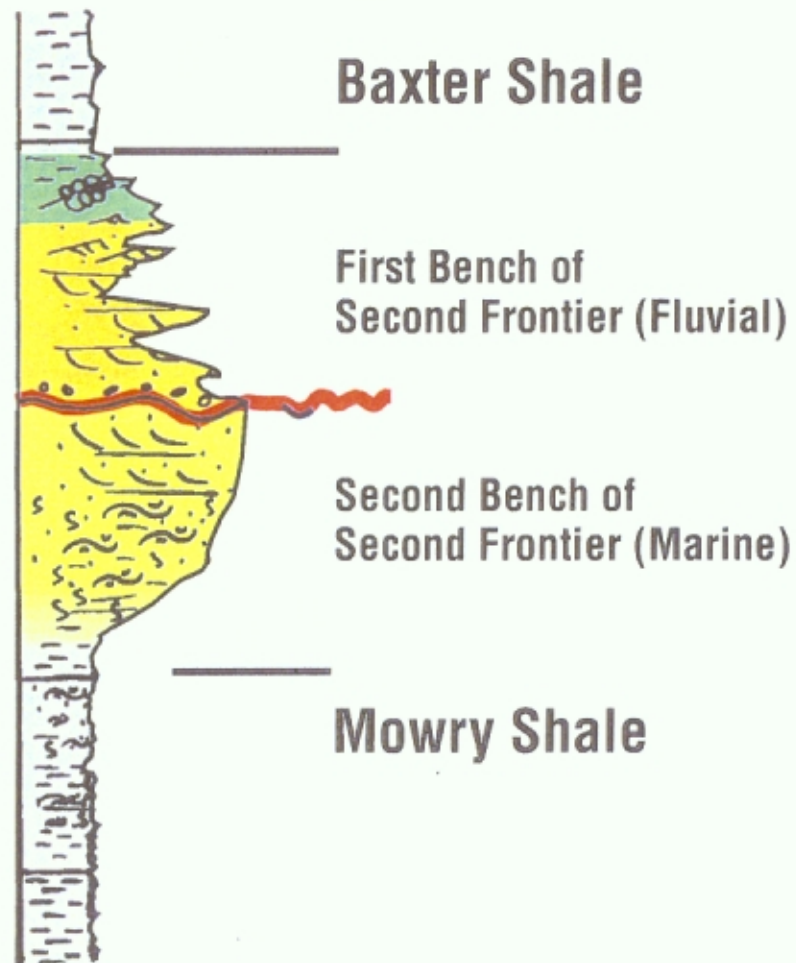 Baxter Shale
First Bench of
Second Frontier (Fluvial)
Second Bench of
Second Frontier (Marine)
Mowry Shale